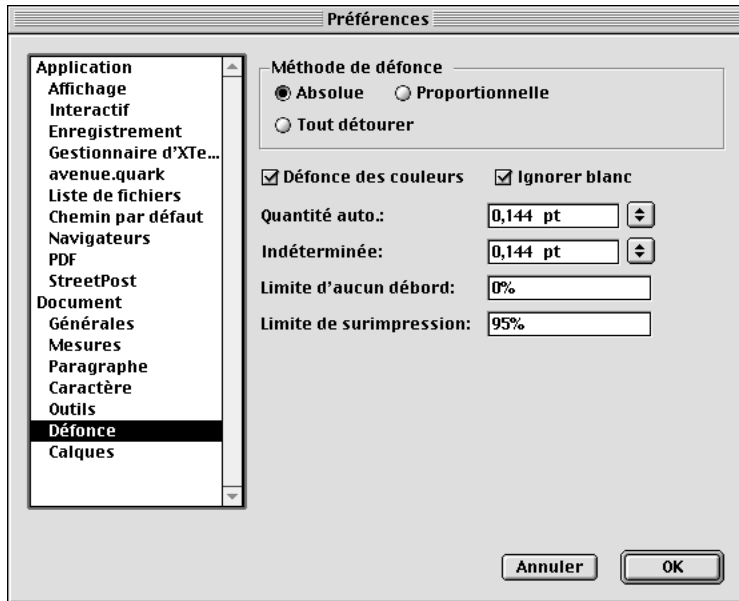 Préférences
Application
Affichage
Interactif
Enregistrement
Gestionnaire d'XTe...
avenue.quark
Liste de fichiers
Chemin par défaut
Navigateurs
PDF
StreetPost
Document
Générales
Mesures
Paragraphe
Caractère
Outils
Défonce
Calques
Méthode de défonce
Absolue Proportionnelle
Tout détourer
Défonce des couleurs Ignorer blanc
Quantité auto.: 0,144 pt
Indéterminée: 0,144 pt
Limite d'aucun débord: 0%
Limite de surimpression: 95%
Annuler OK